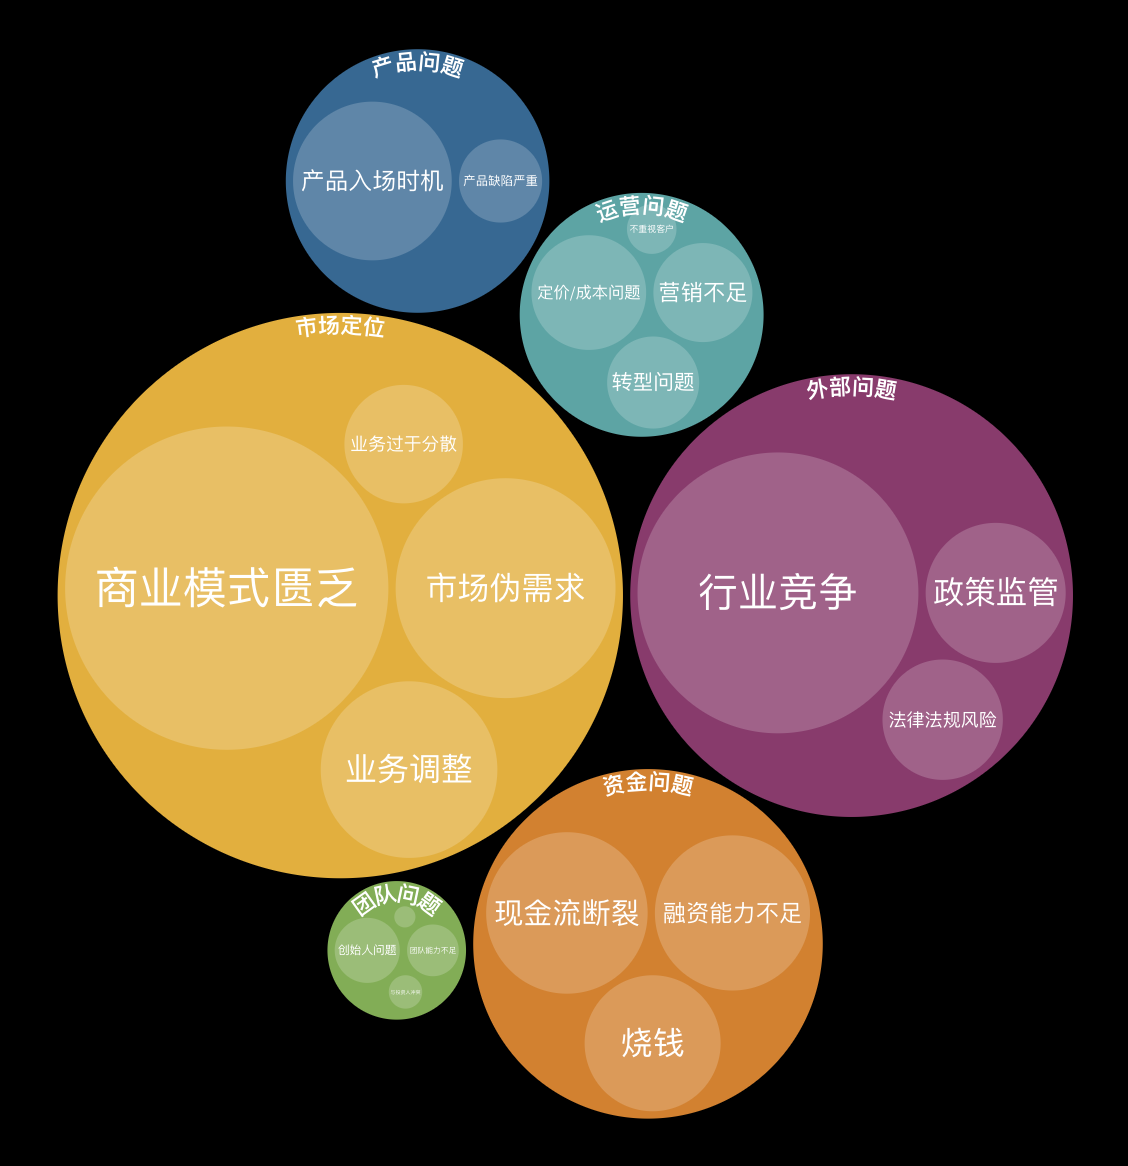 产品问题
产品入场时机
产品缺陷严重
运营问题
不重视客户
定价/成本问题
营销不足
转型问题
市场定位
业务过于分散
商业模式匮乏
市场伪需求
业务调整
外部问题
行业竞争
政策监管
法律法规风险
资金问题
现金流断裂
融资能力不足
烧钱
团队问题
创始人问题
团队能力不足